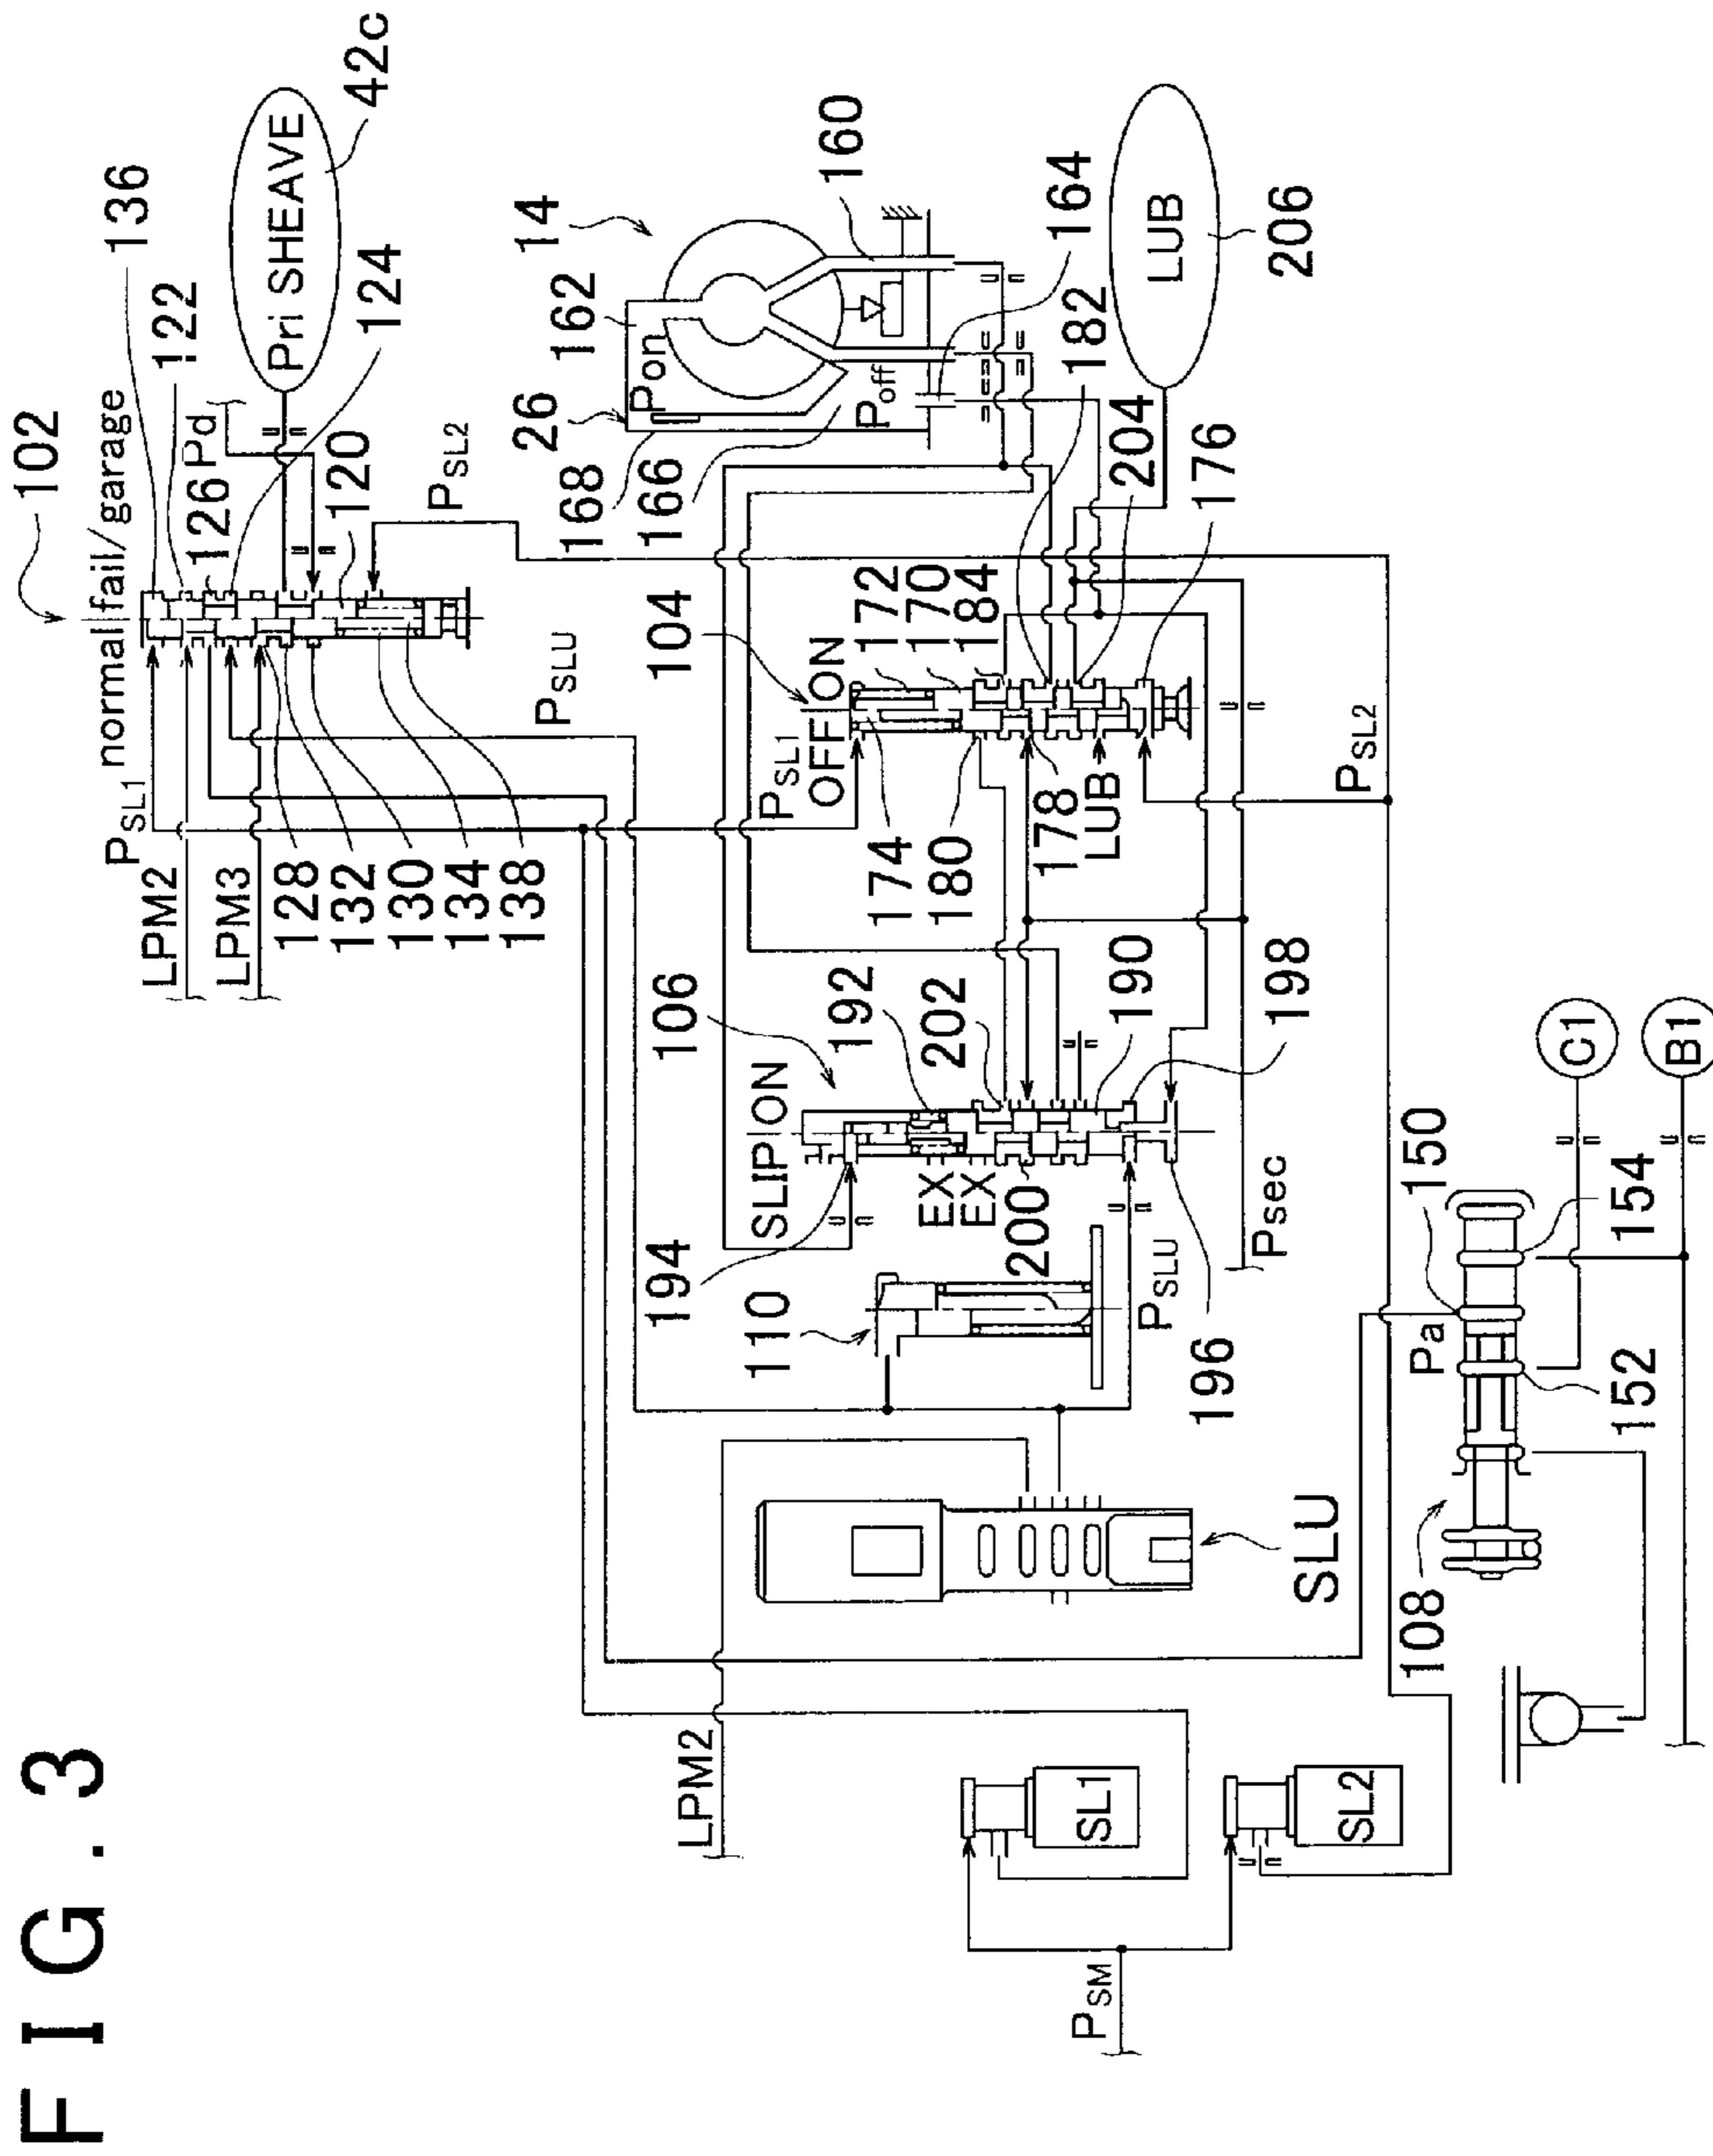 FIG. 3
102
normal
fail/garage
136
122
126
Pd
124
Pri SHEAVE
42c
120
PSL2
PSL1
LPM2
LPM3
128
132
130
134
138
PSLU
14
26
162
Pon
160
168
166
Poff
164
182
204
LUB
206
176
104
OFF
ON
PSL1
172
170
184
174
180
178
LUB
PSL2
106
SLIP
ON
192
202
190
198
194
EX
EX
200
PSLU
196
Psec
110
SLU
LPM2
SL1
SL2
PSM
C1
B1
150
154
Pa
152
108